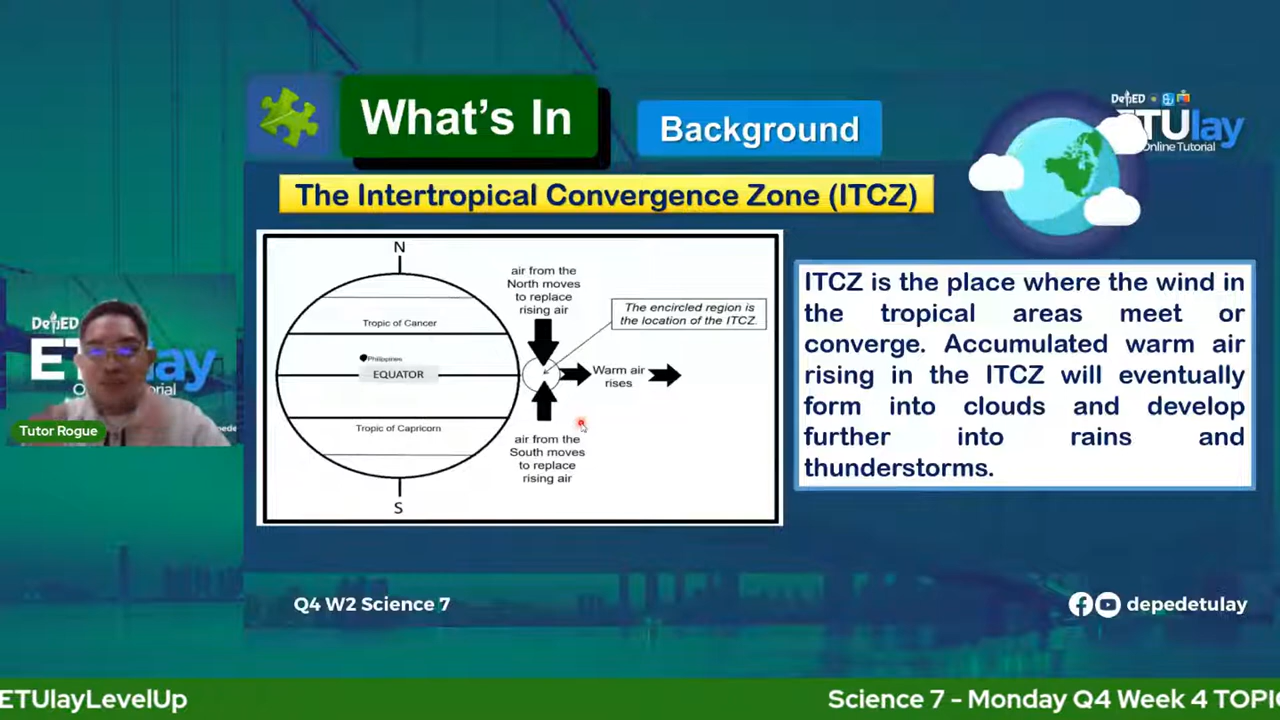 What's In
Background
DepED
ETUlay
Online Tutorial
The Intertropical Convergence Zone (ITCZ)
N
air from the
North moves
to replace
rising air
The encircled region is
the location of the ITCZ.
Tropic of Cancer
Philippines
EQUATOR
Warm air
rises
Tropic of Capricorn
air from the
South moves
to replace
rising air
S
ITCZ is the place where the wind in
the tropical areas meet or
converge. Accumulated warm air
rising in the ITCZ will eventually
form into clouds and develop
further into rains and
thunderstorms.
DepED
Tutor Rogue
Q4 W2 Science 7
depedetulay
ETUlayLevelUp
Science 7 - Monday Q4 Week 4 TOPI